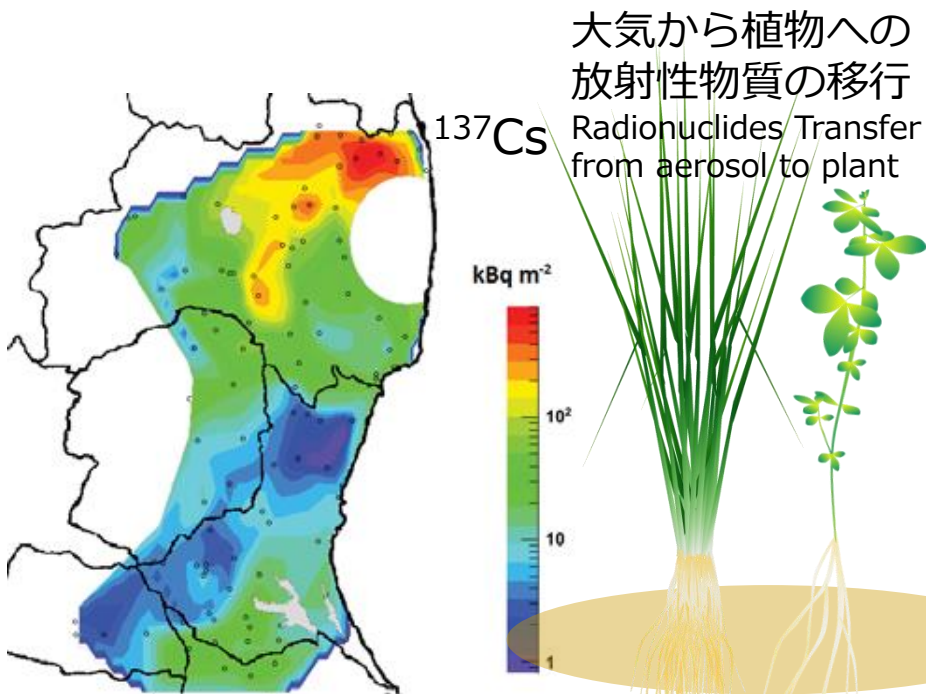 大気から植物への
放射性物質の移行
137Cs
Radionuclides Transfer
from aerosol to plant
kBq m-2
102
10
1